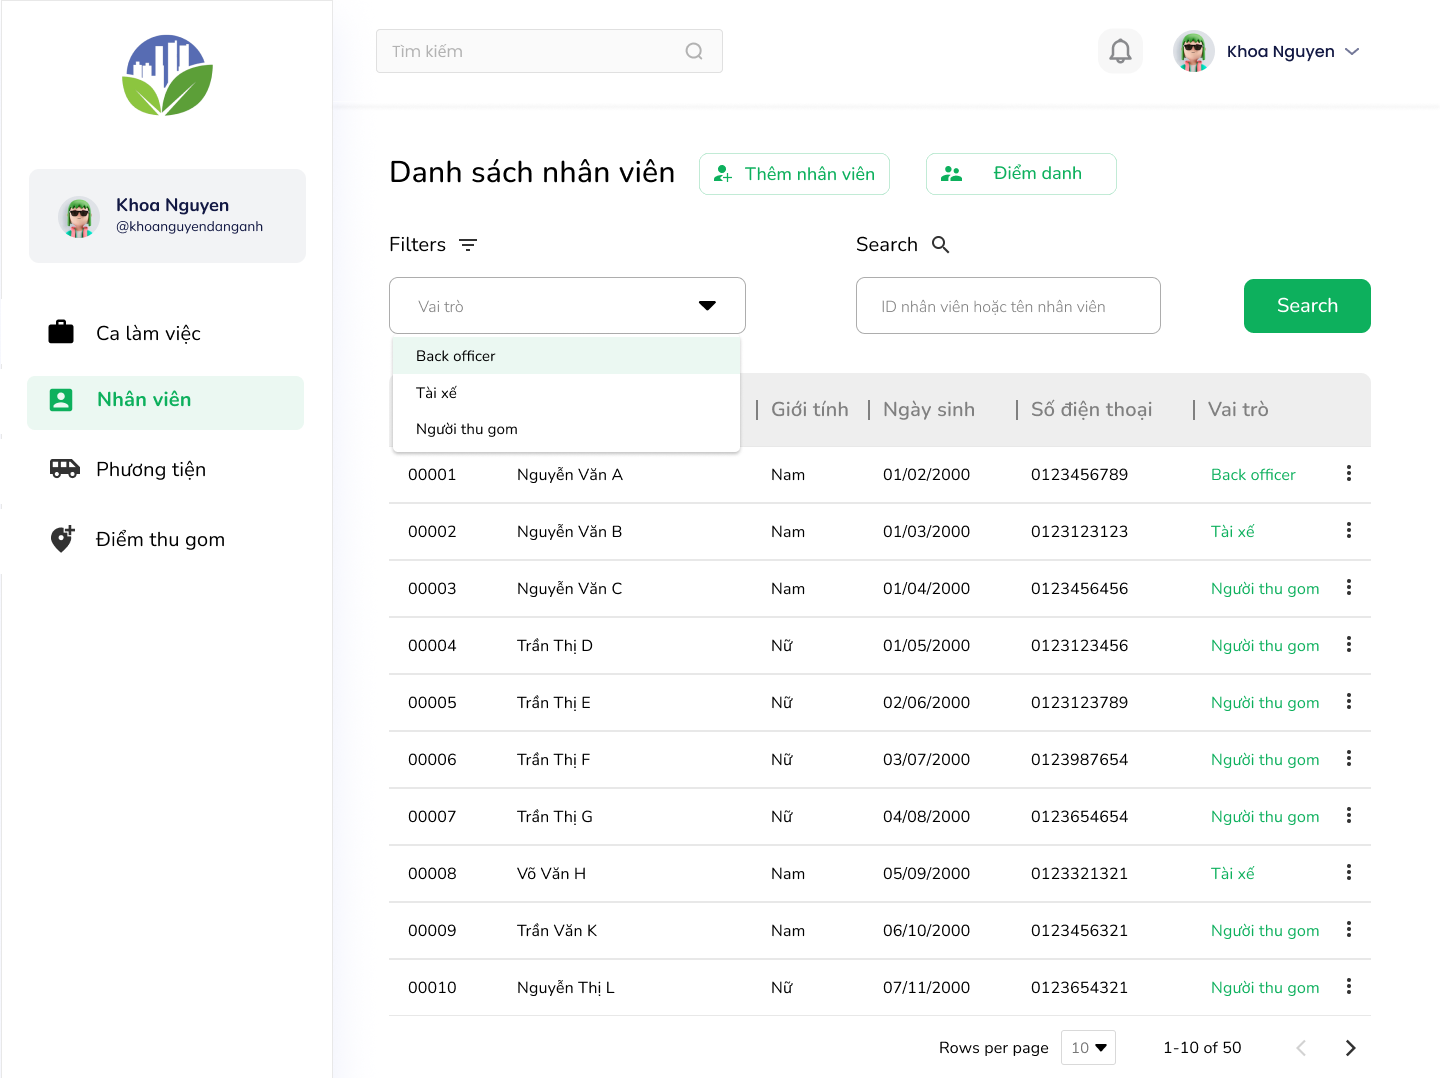 Tìm kiếm
Khoa Nguyen
Khoa Nguyen
@khoanguyendanganh
Ca làm việc
Nhân viên
Phương tiện
Điểm thu gom
Danh sách nhân viên
Thêm nhân viên
Điểm danh
Filters
Search
Vai trò
ID nhân viên hoặc tên nhân viên
Search
Back officer
Tài xế
Người thu gom
Giới tính Ngày sinh Số điện thoại Vai trò
00001 Nguyễn Văn A Nam 01/02/2000 0123456789 Back officer
00002 Nguyễn Văn B Nam 01/03/2000 0123123123 Tài xế
00003 Nguyễn Văn C Nam 01/04/2000 0123456456 Người thu gom
00004 Trần Thị D Nữ 01/05/2000 0123123456 Người thu gom
00005 Trần Thị E Nữ 02/06/2000 0123123789 Người thu gom
00006 Trần Thị F Nữ 03/07/2000 0123987654 Người thu gom
00007 Trần Thị G Nữ 04/08/2000 0123654654 Người thu gom
00008 Võ Văn H Nam 05/09/2000 0123321321 Tài xế
00009 Trần Văn K Nam 06/10/2000 0123456321 Người thu gom
00010 Nguyễn Thị L Nữ 07/11/2000 0123654321 Người thu gom
Rows per page 10 1-10 of 50